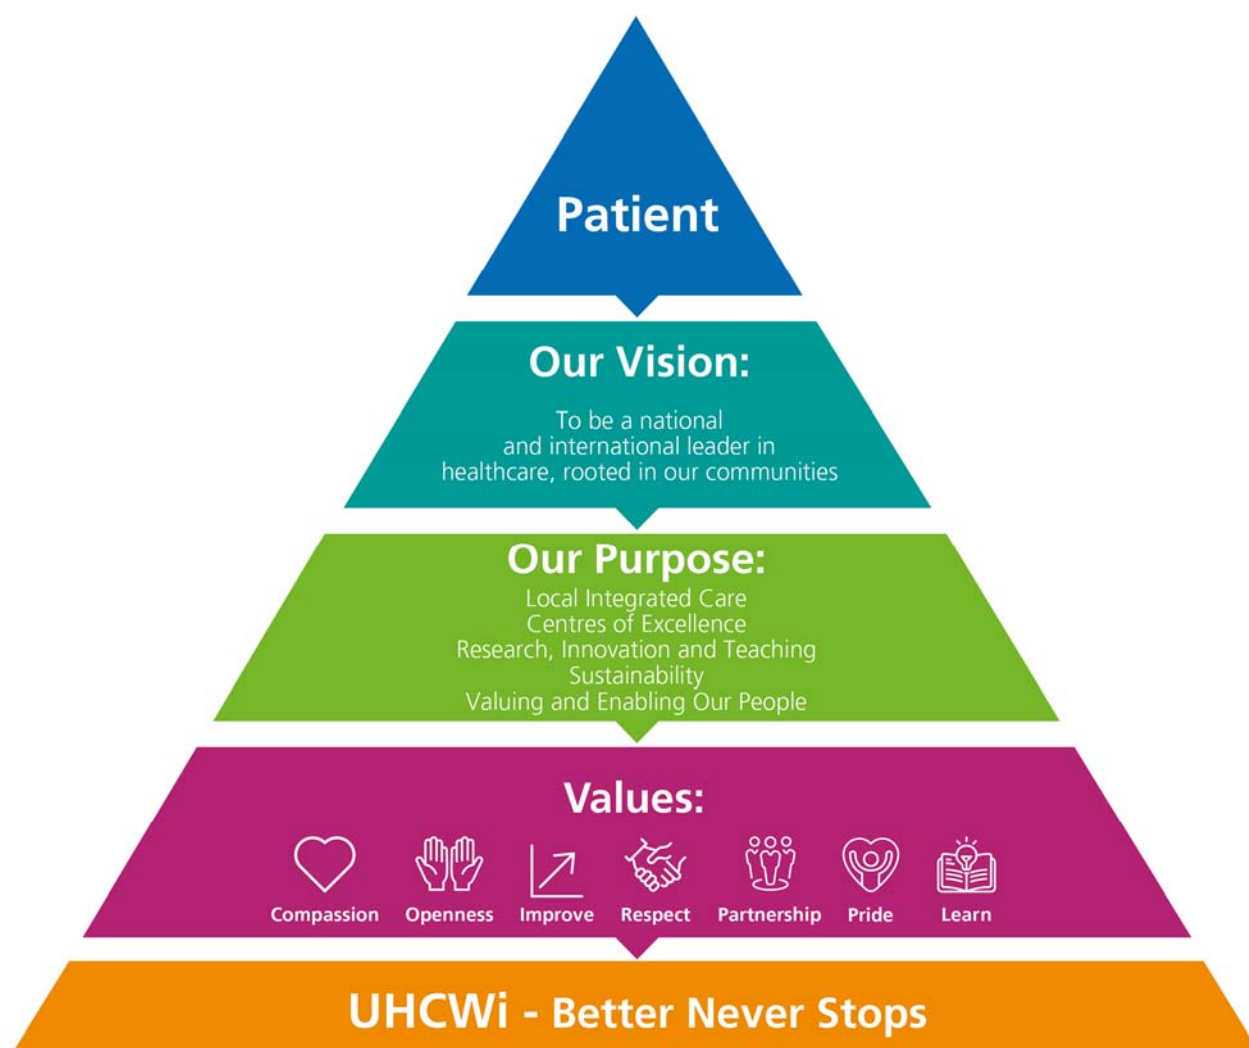 Patient
Our Vision:
To be a national
and international leader in
healthcare, rooted in our communities
Our Purpose:
Local Integrated Care
Centres of Excellence
Research, Innovation and Teaching
Sustainability
Valuing and Enabling Our People
Values:
Compassion Openness Improve Respect Partnership Pride Learn
UHCWi - Better Never Stops